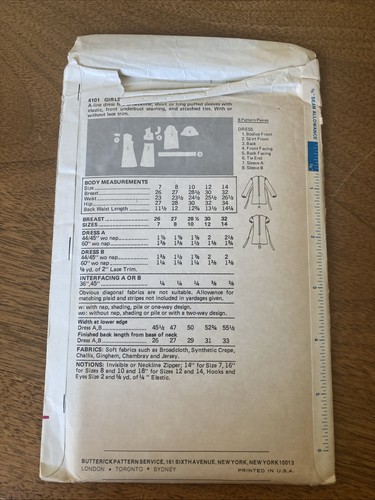 4101 GIRLS'
A-line dress
short or long puffed sleeves with
elastic, front underbust seaming, and attached ties. With or
without lace trim.
8 Pattern Pieces
DRESS
1. Bodice Front
2. Skirt Front
3. Back
4. Front Facing
5. Back Facing
6. Tie End
7. Sleeve A
8. Sleeve B
⅝" SEAM ALLOWANCE
BODY MEASUREMENTS
Size 7 8 10 12 14
Breast 26 27 28½ 30 32
Waist 23 23½ 24½ 25½ 26½
Hip 27 28 30 32 34
Back Waist Length 11½ 12 12¾ 13½ 14¼
BREAST 26 27 28½ 30 32
SIZES 7 8 10 12 14
DRESS A
44/45" wo nap
60" wo nap
DRESS B
44/45" wo nap
60" wo nap
yd. of 2" Lace Trim.
INTERFACING A OR B
36", 45"
Obvious diagonal fabrics are not suitable. Allowance for
matching plaid and stripes not included in yardages given.
w: with nap, shading, pile or one-way design.
wo: without nap, shading or pile or with a two-way design.
Width at lower edge
Dress A,B 45½ 47 50 52¾ 55½
Finished back length from base of neck
Dress A,B 26 27 29 31 33
FABRICS: Soft fabrics such as Broadcloth, Synthetic Crepe,
Challis, Gingham, Chambray and Jersey.
NOTIONS: Invisible or Neckline Zipper; 14" for Size 7, 16"
for Sizes 8 and 10 and 18" for Sizes 12 and 14, Hooks and
Eyes Size 2 and ⅝ yd. of ¼" Elastic.
BUTTERICK PATTERN SERVICE, 161 SIXTH AVENUE, NEW YORK, NEW YORK 10013
LONDON • TORONTO • SYDNEY PRINTED IN U.S.A.